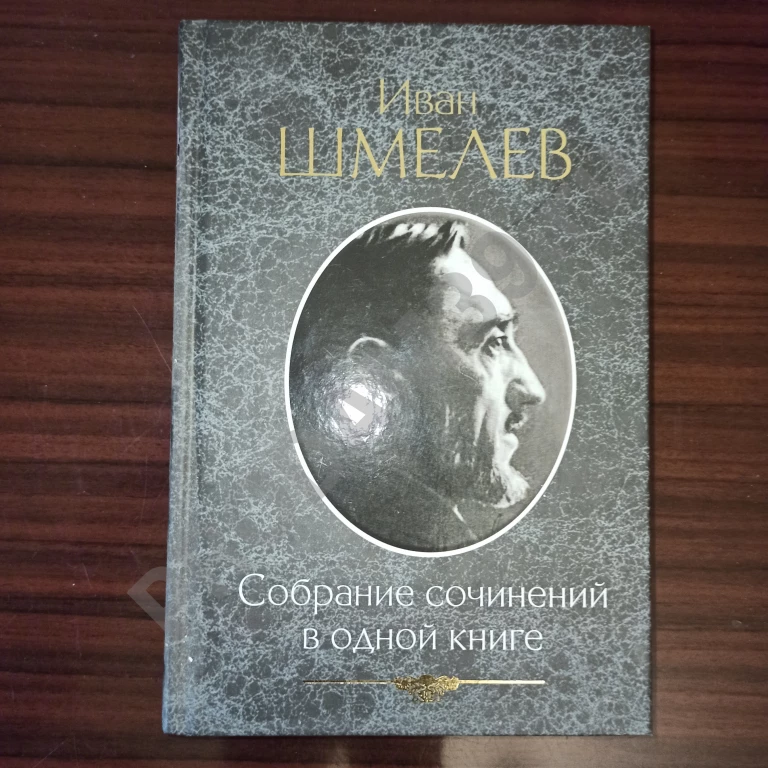 Иван
ШМЕЛЕВ
Собрание сочинений
в одной книге